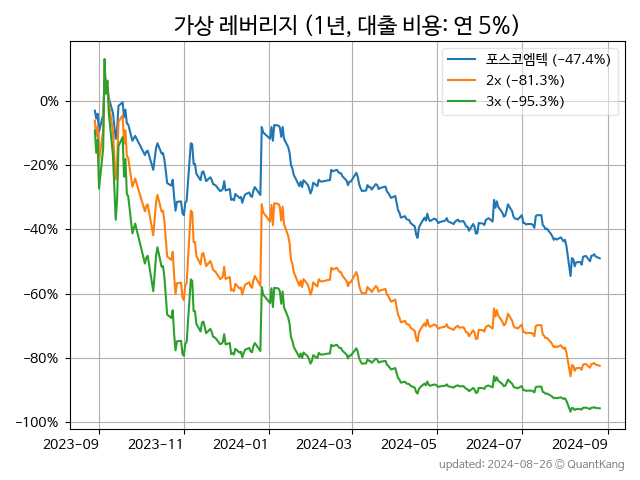 가상 레버리지 (1년, 대출 비용: 연 5%)
포스코엠텍 (−47.4%)
2x (−81.3%)
3x (−95.3%)
0%
−20%
−40%
−60%
−80%
−100%
2023-09 2023-11 2024-01 2024-03 2024-05 2024-07 2024-09
updated: 2024-08-26 © QuantKang